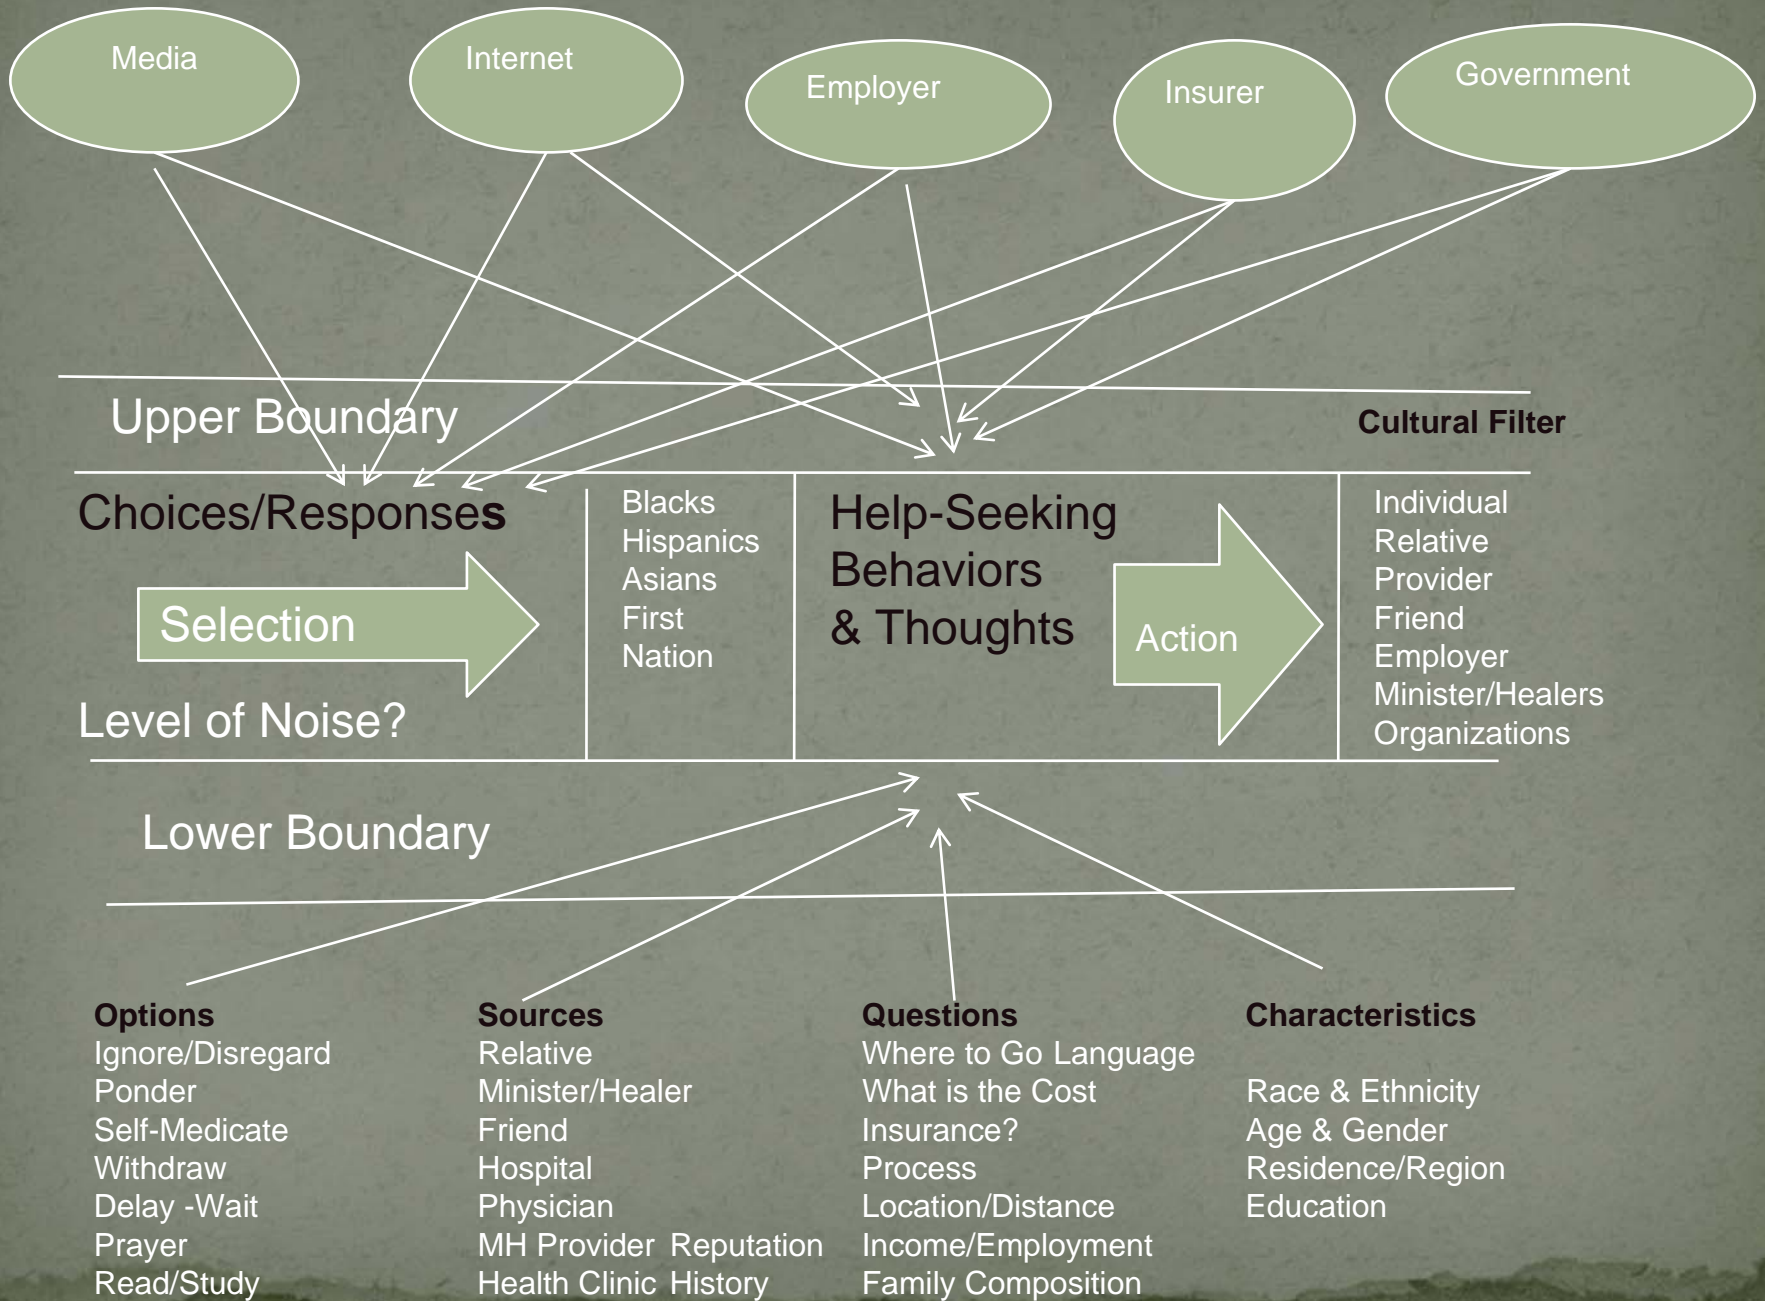 Media
Internet
Employer
Insurer
Government
Upper Boundary
Cultural Filter
Choices/Responses
Selection
Level of Noise?
Blacks
Hispanics
Asians
First
Nation
Help-Seeking
Behaviors
& Thoughts
Action
Individual
Relative
Provider
Friend
Employer
Minister/Healers
Organizations
Lower Boundary
Options
Ignore/Disregard
Ponder
Self-Medicate
Withdraw
Delay -Wait
Prayer
Read/Study
Sources
Relative
Minister/Healer
Friend
Hospital
Physician
MH Provider Reputation
Health Clinic History
Questions
Where to Go Language
What is the Cost
Insurance?
Process
Location/Distance
Income/Employment
Family Composition
Characteristics
Race & Ethnicity
Age & Gender
Residence/Region
Education